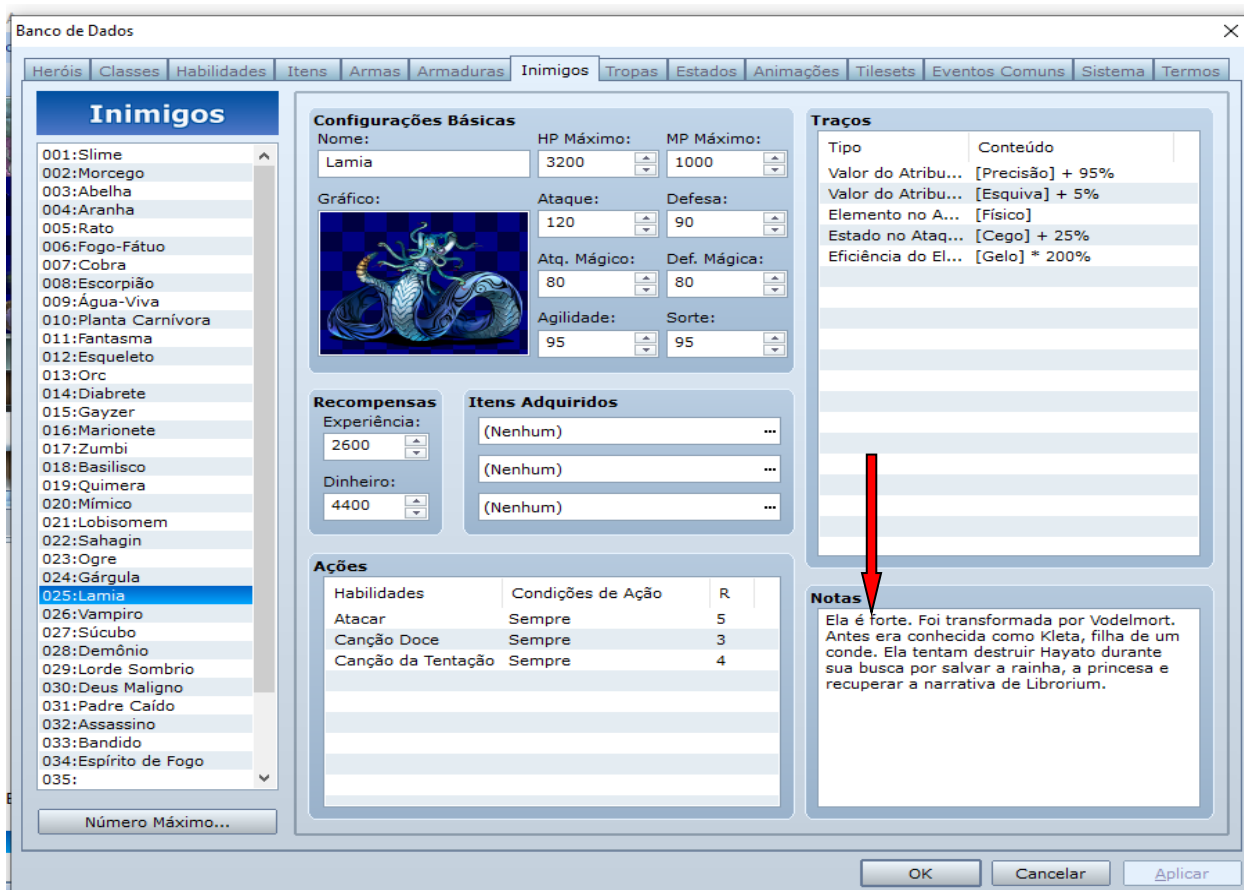 Banco de Dados
Heróis Classes Habilidades Itens Armas Armaduras Inimigos Tropas Estados Animações Tilesets Eventos Comuns Sistema Termos
Inimigos
001:Slime
002:Morcego
003:Abelha
004:Aranha
005:Rato
006:Fogo-Fátuo
007:Cobra
008:Escorpião
009:Água-Viva
010:Planta Carnívora
011:Fantasma
012:Esqueleto
013:Orc
014:Diabrete
015:Gayzer
016:Marionete
017:Zumbi
018:Basilisco
019:Quimera
020:Mímico
021:Lobisomem
022:Sahagin
023:Ogre
024:Gárgula
025:Lamia
026:Vampiro
027:Súcubo
028:Demônio
029:Lorde Sombrio
030:Deus Maligno
031:Padre Caído
032:Assassino
033:Bandido
034:Espírito de Fogo
035:
Número Máximo...
Configurações Básicas
Nome: HP Máximo: MP Máximo:
Lamia 3200 1000
Gráfico: Ataque: Defesa:
120 90
Atq. Mágico: Def. Mágica:
80 80
Agilidade: Sorte:
95 95
Recompensas
Experiência:
2600
Dinheiro:
4400
Itens Adquiridos
(Nenhum) ...
(Nenhum) ...
(Nenhum) ...
Ações
Habilidades Condições de Ação R
Atacar Sempre 5
Canção Doce Sempre 3
Canção da Tentação Sempre 4
Traços
Tipo Conteúdo
Valor do Atribu... [Precisão] + 95%
Valor do Atribu... [Esquiva] + 5%
Elemento no A... [Físico]
Estado no Ataq... [Cego] + 25%
Eficiência do El... [Gelo] * 200%
Notas
Ela é forte. Foi transformada por Vodelmort.
Antes era conhecida como Kleta, filha de um
conde. Ela tentam destruir Hayato durante
sua busca por salvar a rainha, a princesa e
recuperar a narrativa de Librorium.
OK Cancelar Aplicar